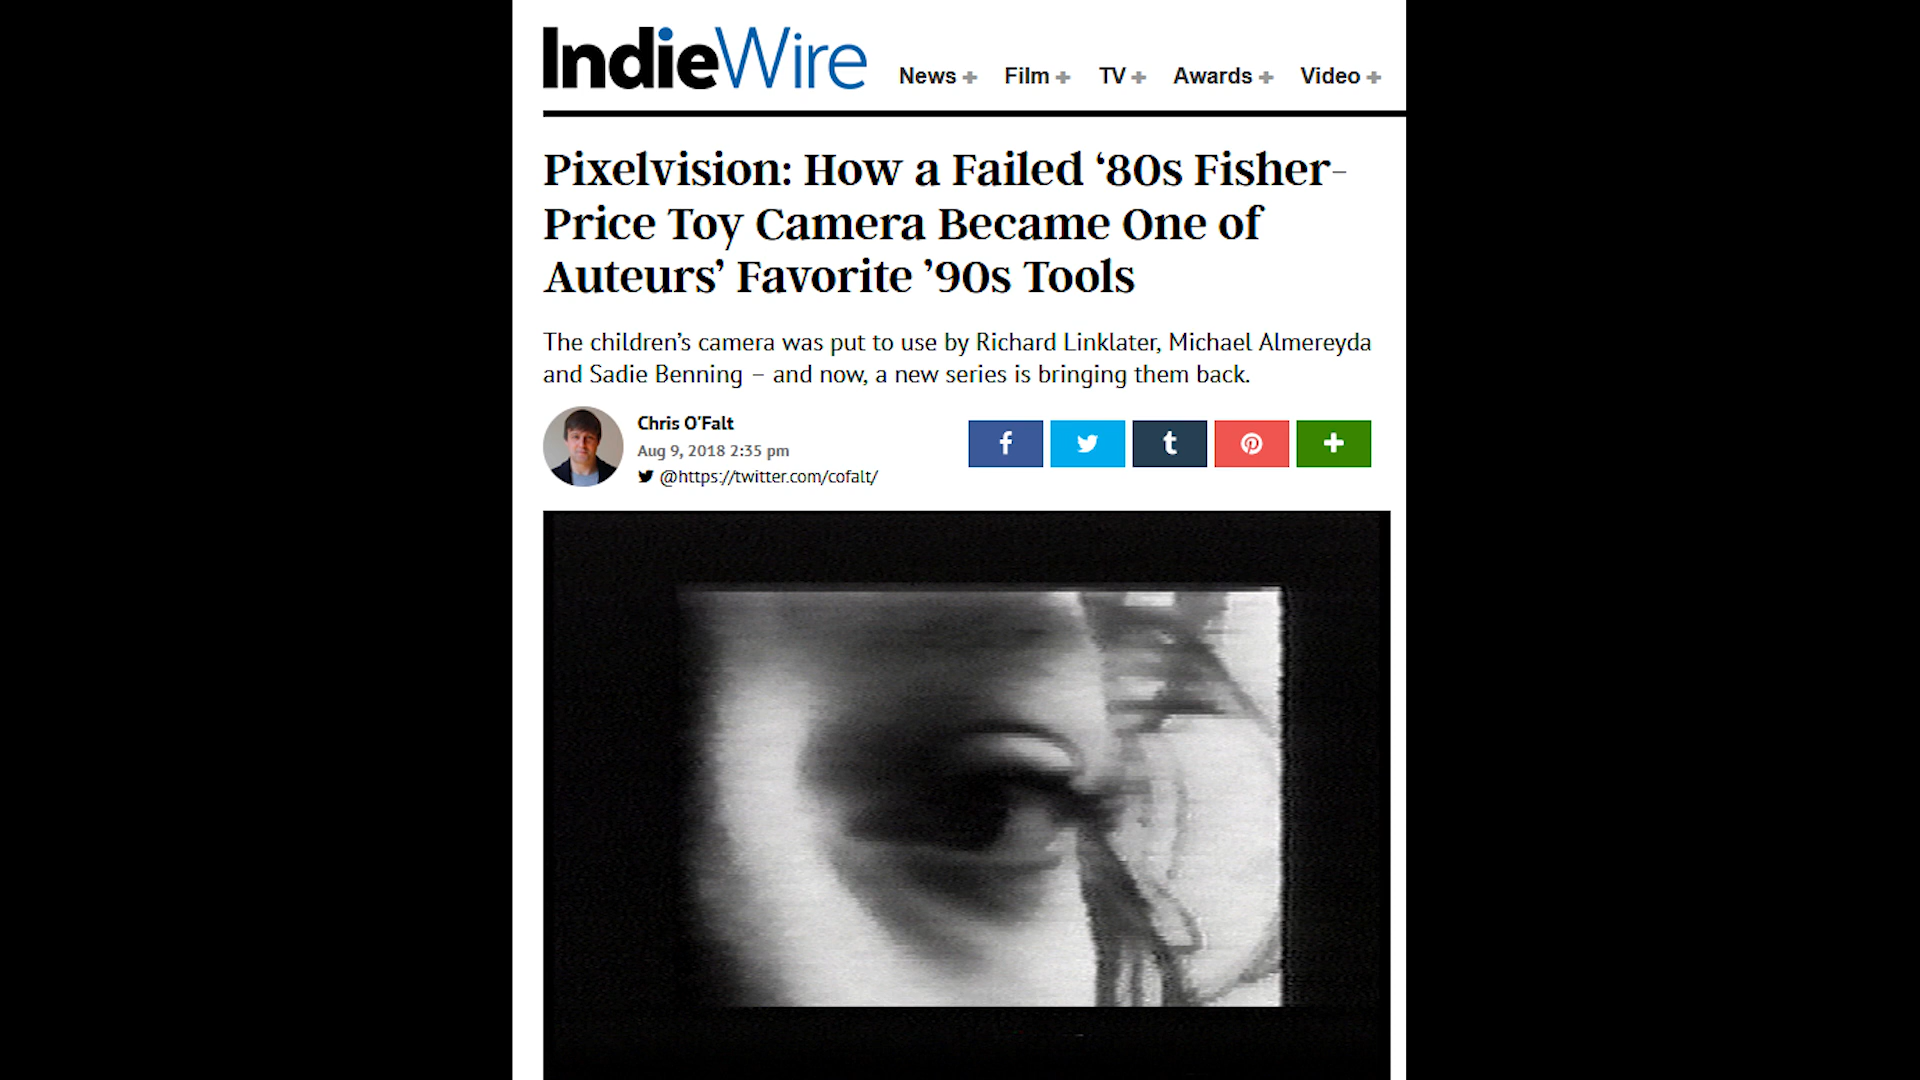 IndieWire News + Film + TV + Awards + Video +
Pixelvision: How a Failed ‘80s Fisher-
Price Toy Camera Became One of
Auteurs’ Favorite ’90s Tools
The children’s camera was put to use by Richard Linklater, Michael Almereyda
and Sadie Benning – and now, a new series is bringing them back.
Chris O'Falt
Aug 9, 2018 2:35 pm
@https://twitter.com/cofalt/
f t +